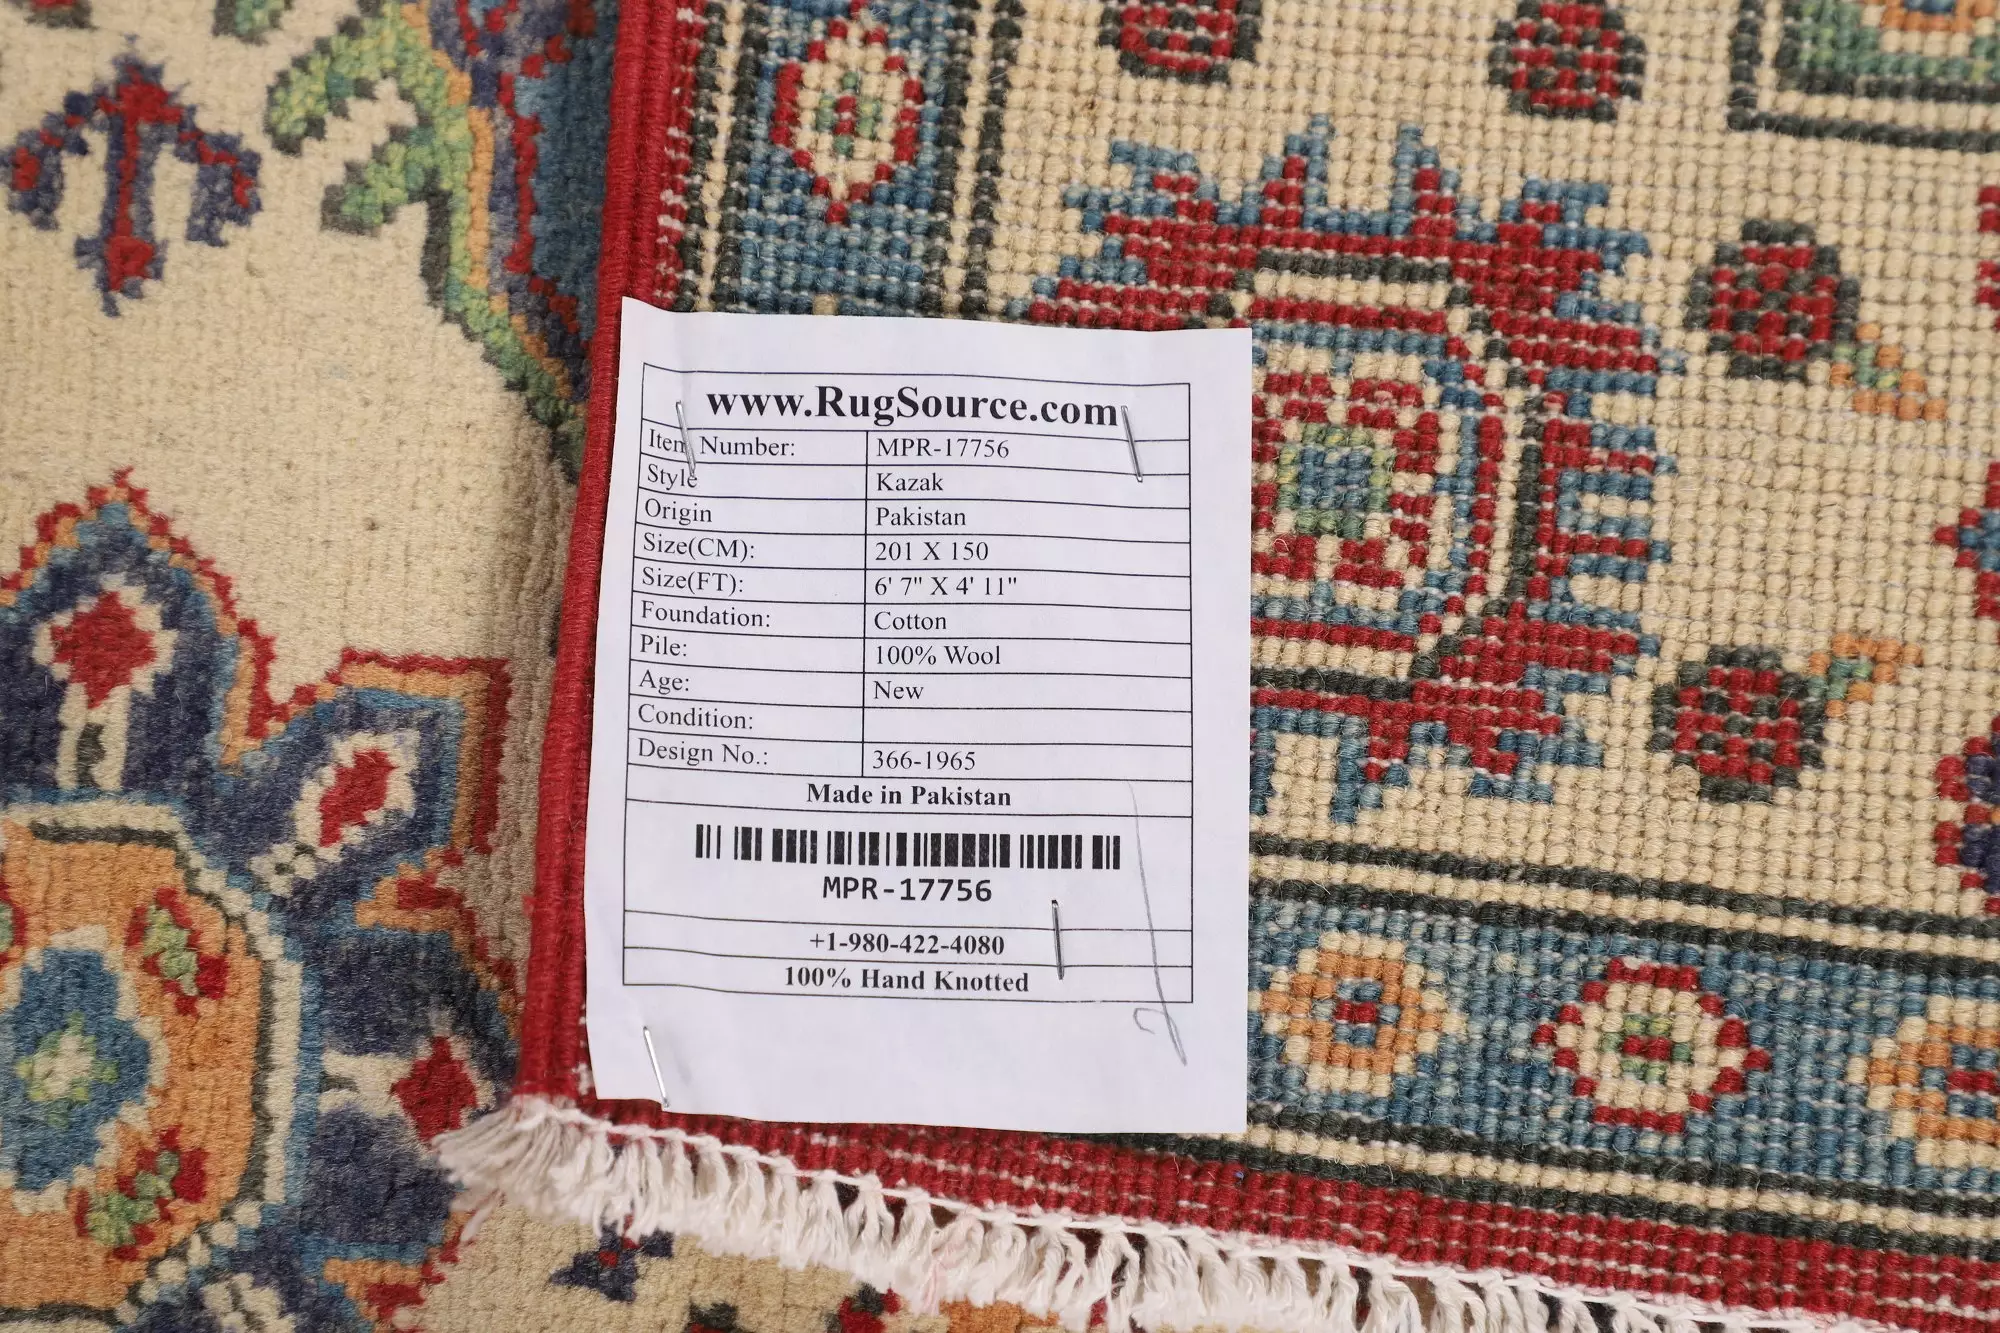 www.RugSource.com
Item Number: MPR-17756
Style Kazak
Origin Pakistan
Size(CM): 201 X 150
Size(FT): 6' 7" X 4' 11"
Foundation: Cotton
Pile: 100% Wool
Age: New
Condition:
Design No.: 366-1965
Made in Pakistan
MPR-17756
+1-980-422-4080
100% Hand Knotted